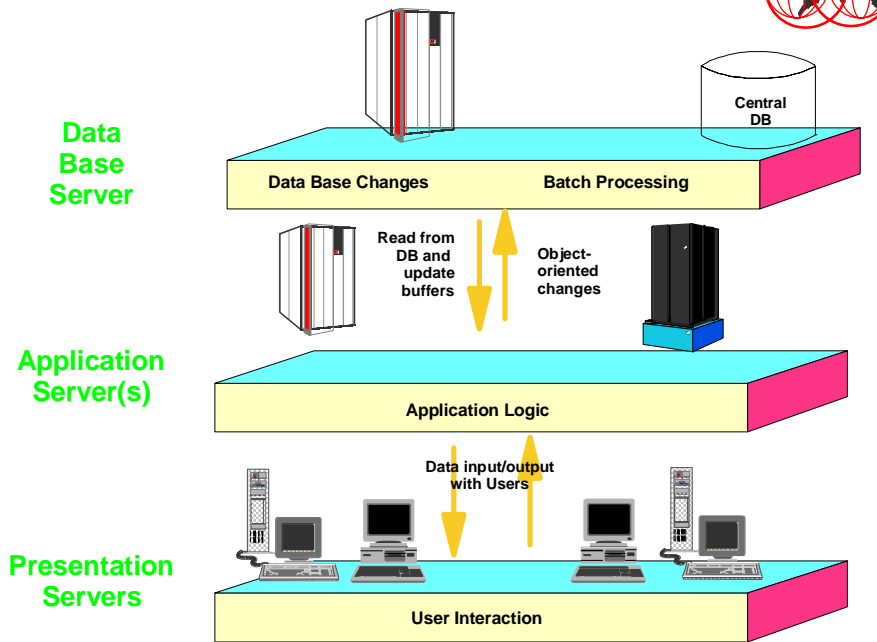 Central
DB
Data
Base
Server
Data Base Changes
Batch Processing
Read from
DB and
update
buffers
Object-
oriented
changes
Application
Server(s)
Application Logic
Data input/output
with Users
Presentation
Servers
User Interaction